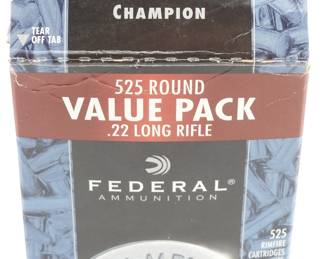 CHAMPION
TEAR
OFF TAB
525 ROUND
VALUE PACK
.22 LONG RIFLE
FEDERAL®
AMMUNITION
525
RIMFIRE
CARTRIDGES